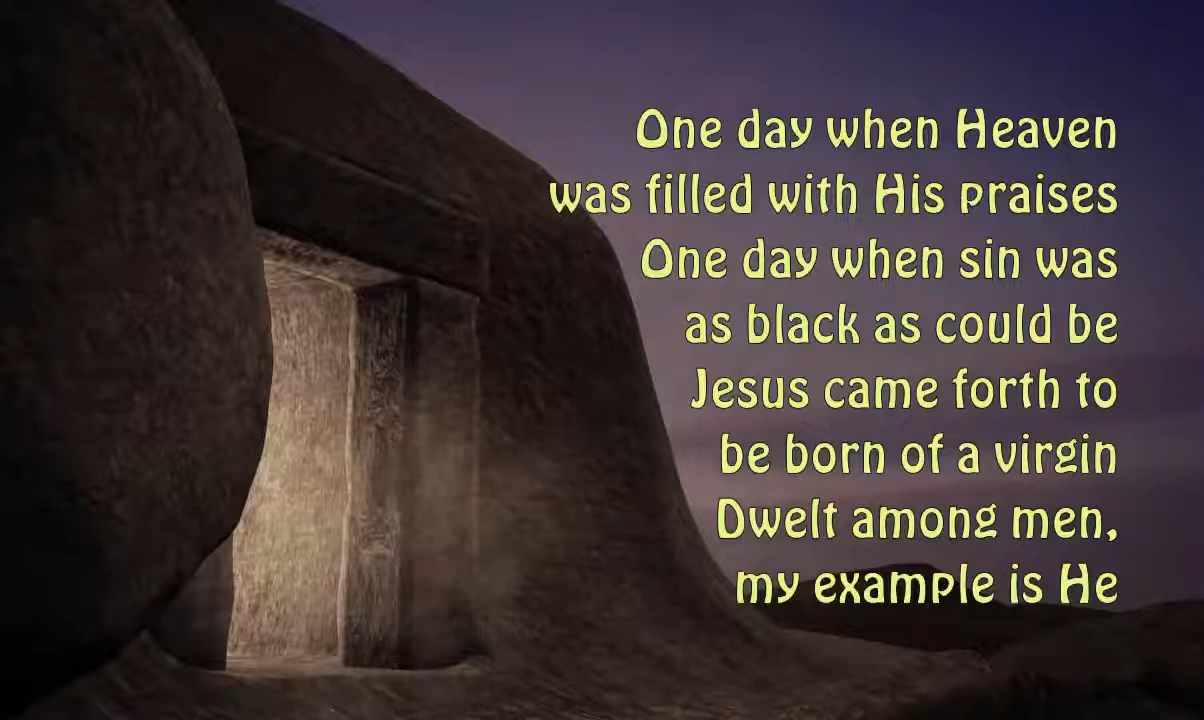 One day when Heaven
was filled with His praises
One day when sin was
as black as could be
Jesus came forth to
be born of a virgin
Dwelt among men,
my example is He